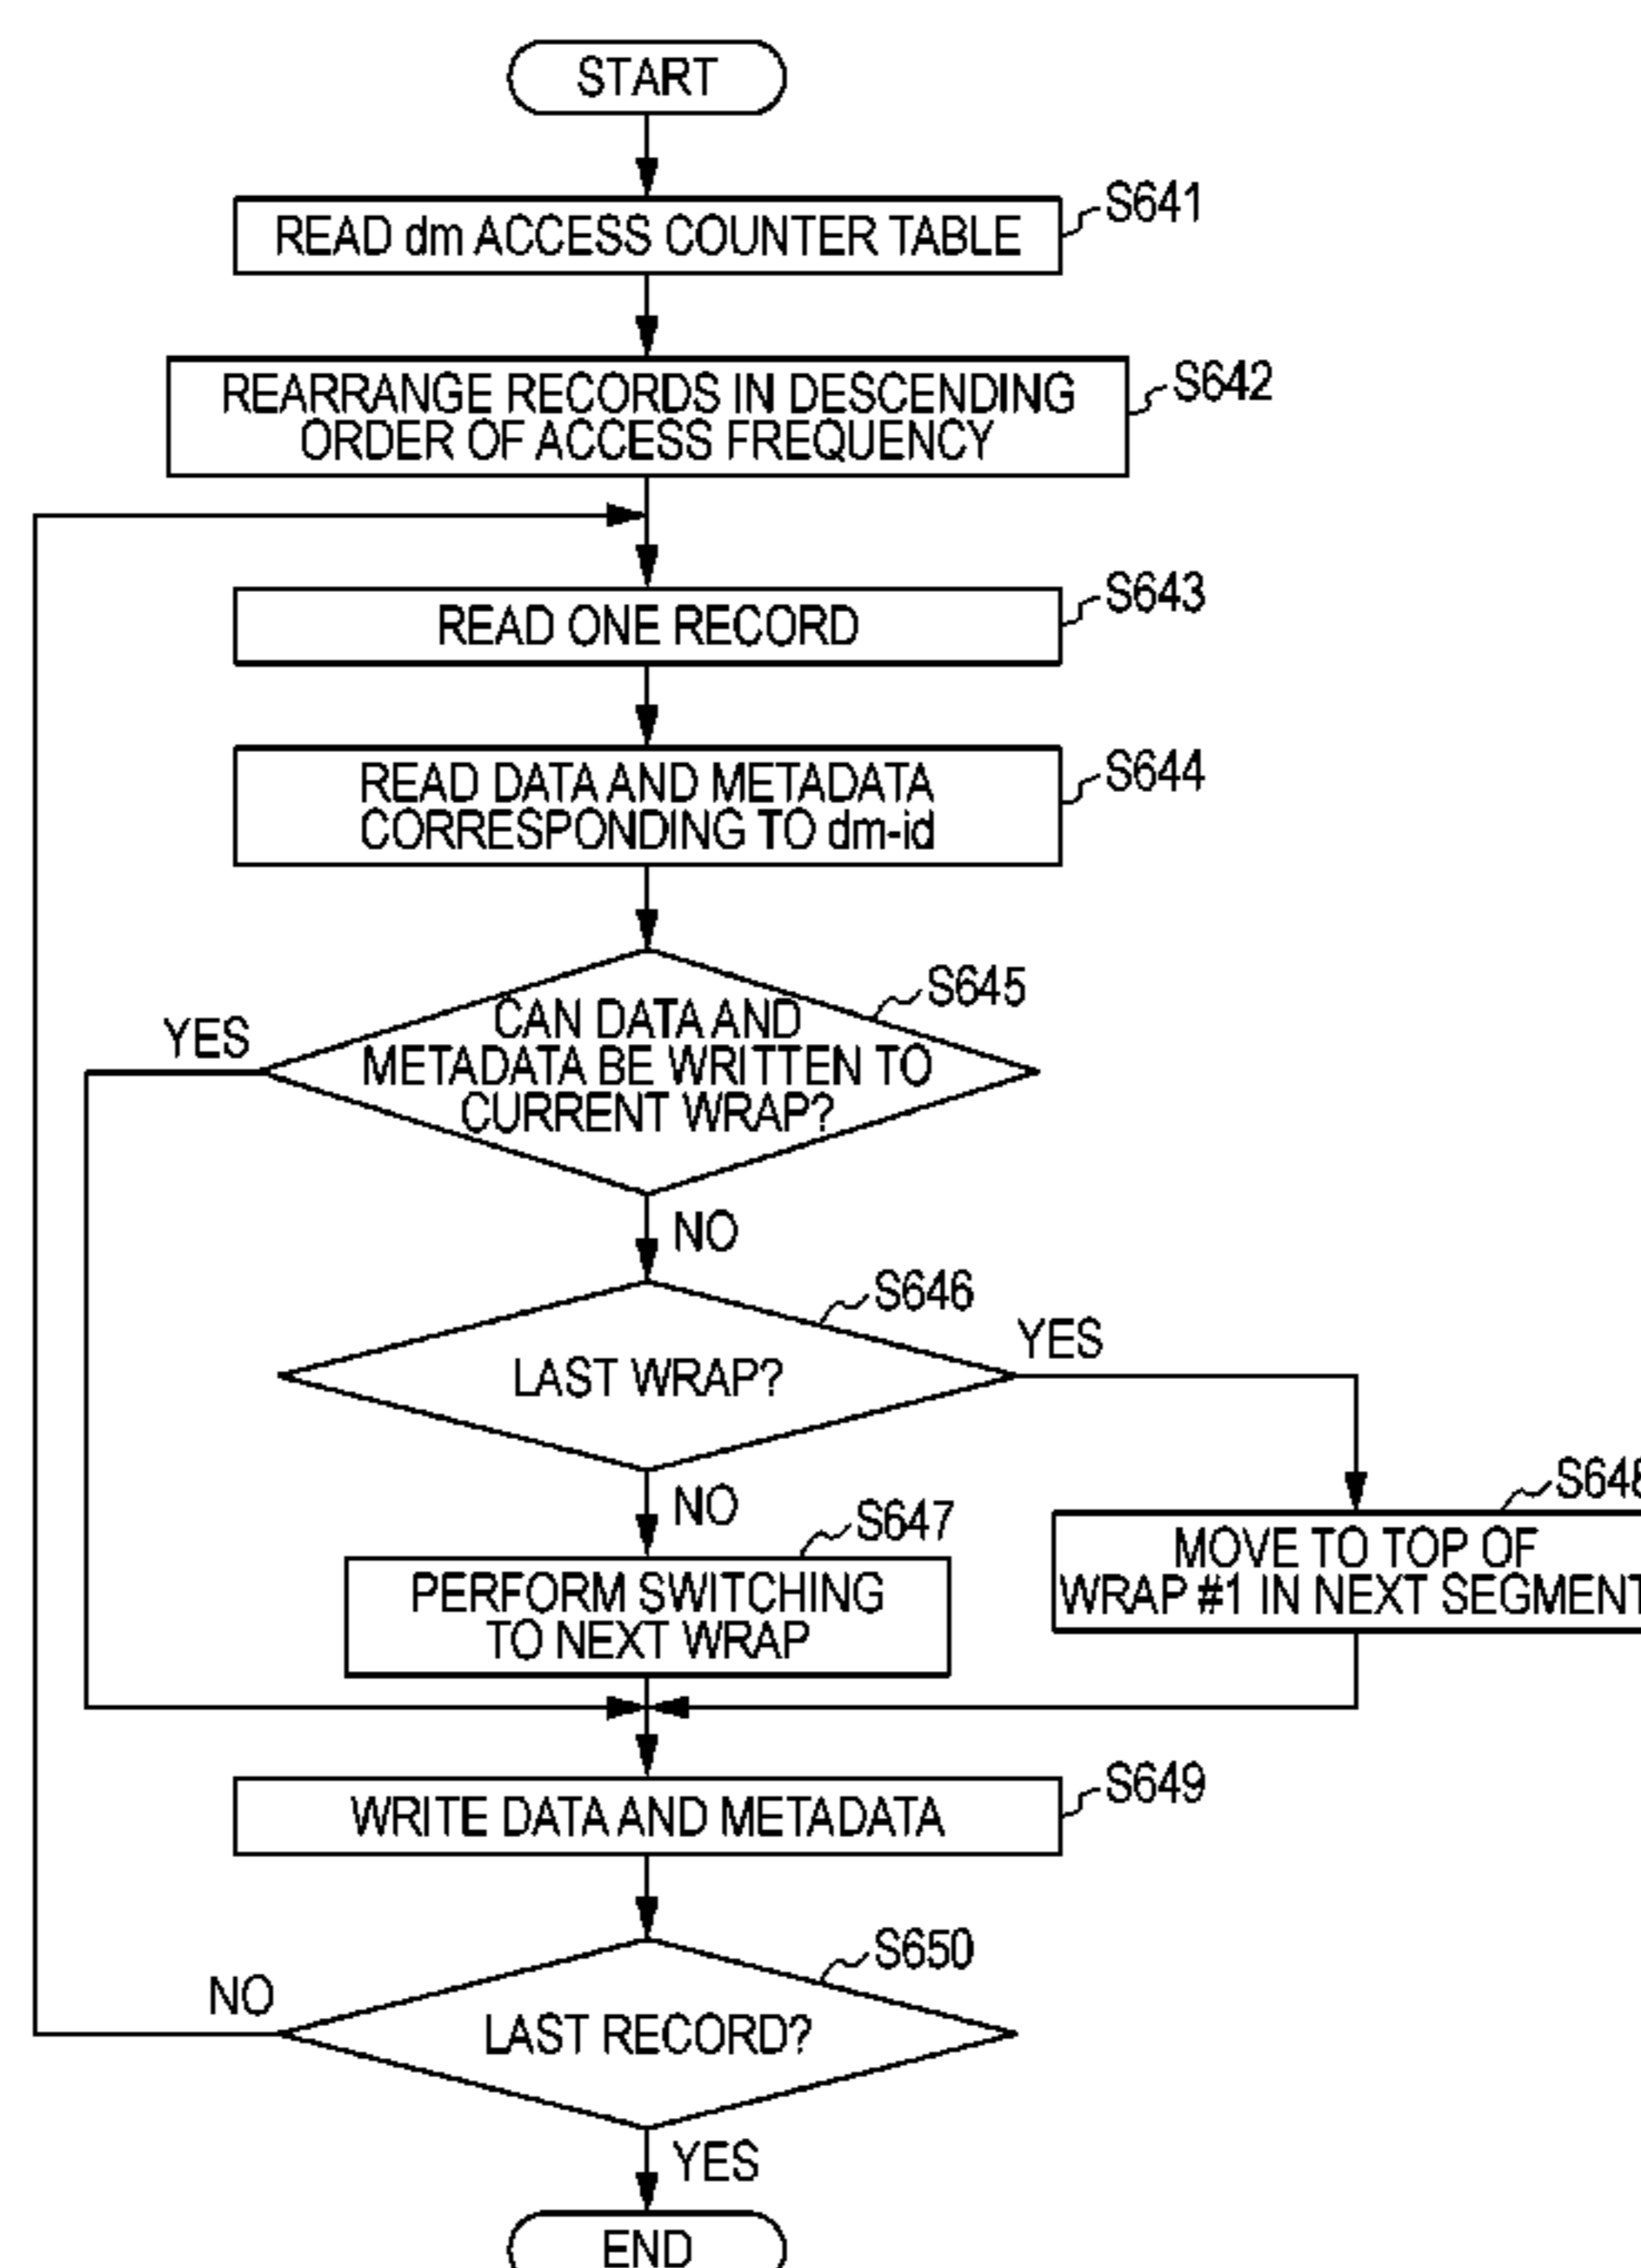 START
S641
READ dm ACCESS COUNTER TABLE
S642
REARRANGE RECORDS IN DESCENDING
ORDER OF ACCESS FREQUENCY
S643
READ ONE RECORD
S644
READ DATA AND METADATA
CORRESPONDING TO dm-id
S645
YES
CAN DATA AND
METADATA BE WRITTEN TO
CURRENT WRAP?
NO
S646
YES
LAST WRAP?
NO
S647
PERFORM SWITCHING
TO NEXT WRAP
S648
MOVE TO TOP OF
WRAP #1 IN NEXT SEGMENT
S649
WRITE DATA AND METADATA
S650
NO
LAST RECORD?
YES
END